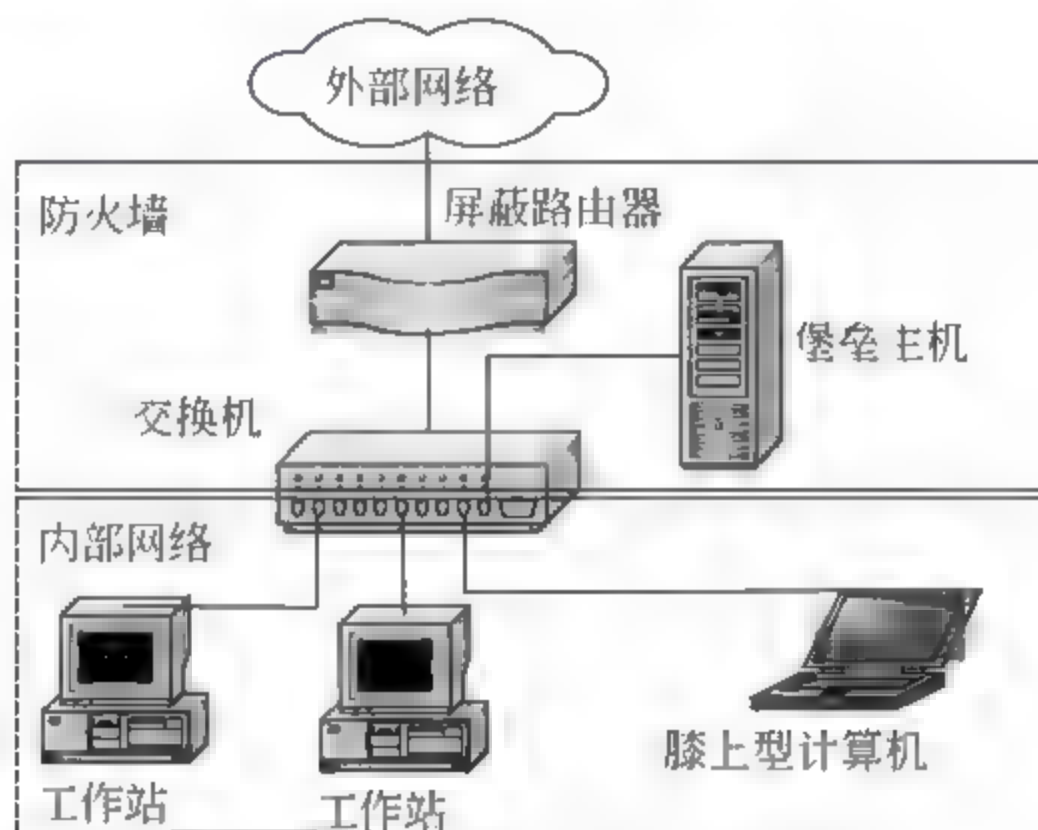 外部网络
防火墙
屏蔽路由器
堡垒主机
交换机
内部网络
膝上型计算机
工作站
工作站